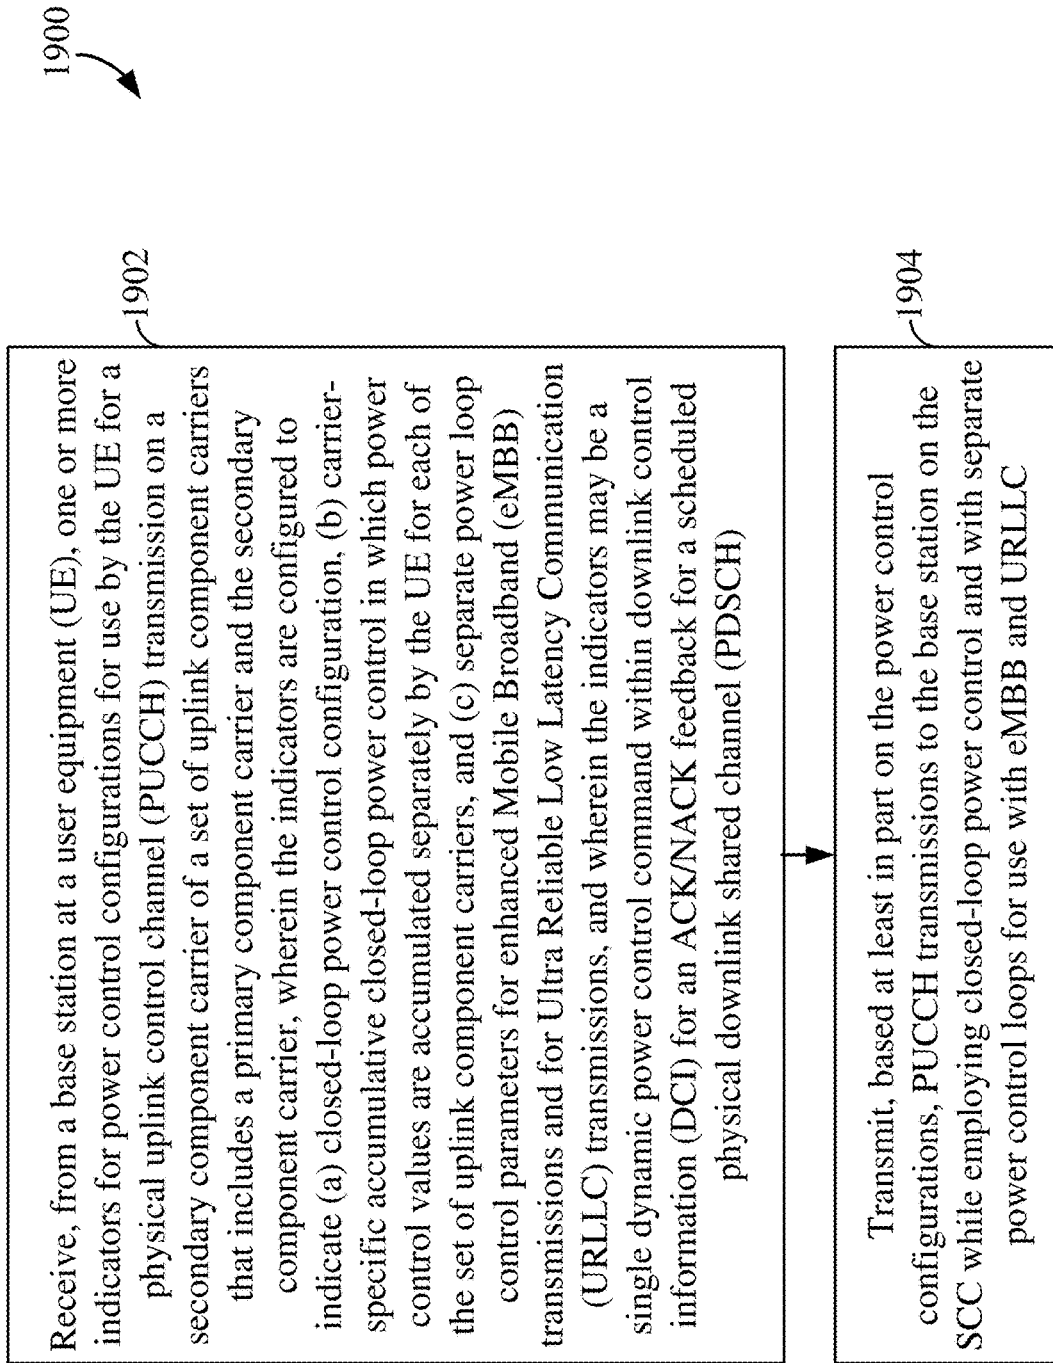 1900
1902
Receive, from a base station at a user equipment (UE), one or more
indicators for power control configurations for use by the UE for a
physical uplink control channel (PUCCH) transmission on a
secondary component carrier of a set of uplink component carriers
that includes a primary component carrier and the secondary
component carrier, wherein the indicators are configured to
indicate (a) closed-loop power control configuration, (b) carrier-
specific accumulative closed-loop power control in which power
control values are accumulated separately by the UE for each of
the set of uplink component carriers, and (c) separate power loop
control parameters for enhanced Mobile Broadband (eMBB)
transmissions and for Ultra Reliable Low Latency Communication
(URLLC) transmissions, and wherein the indicators may be a
single dynamic power control command within downlink control
information (DCI) for an ACK/NACK feedback for a scheduled
physical downlink shared channel (PDSCH)
1904
Transmit, based at least in part on the power control
configurations, PUCCH transmissions to the base station on the
SCC while employing closed-loop power control and with separate
power control loops for use with eMBB and URLLC